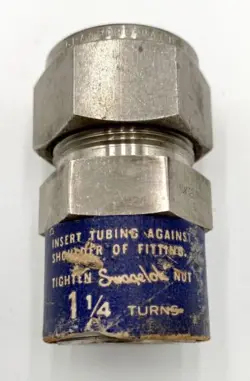 INSERT TUBING AGAINST
SHOULDER OF FITTING.
TIGHTEN Swagelok NUT
1 1/4 TURNS